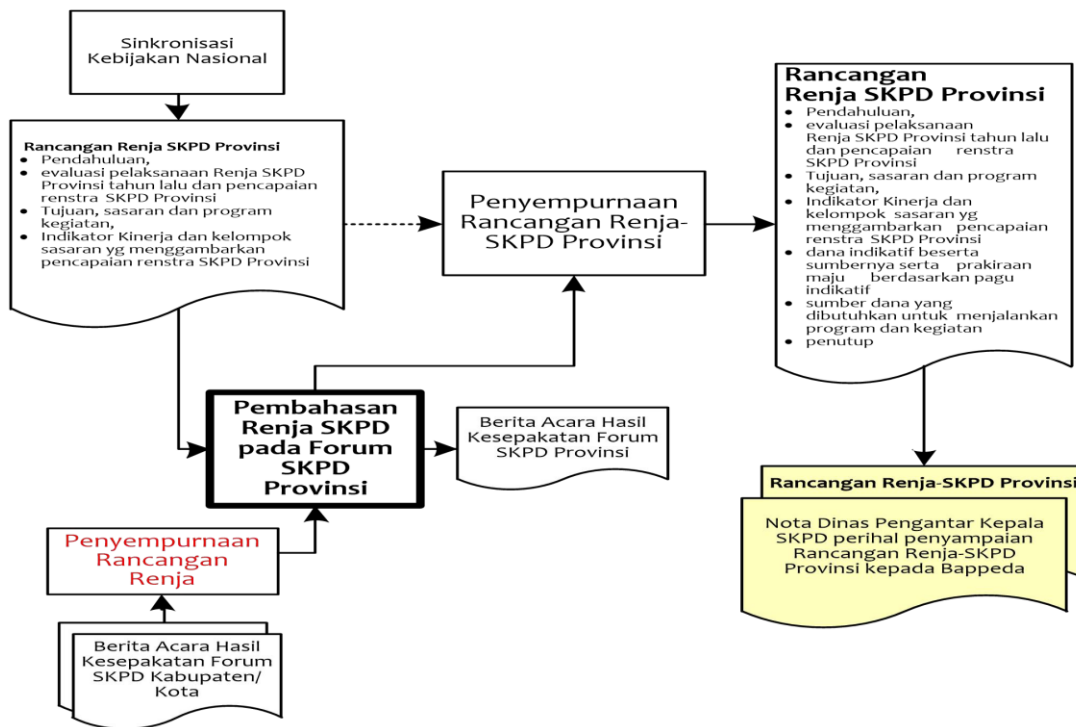 Sinkronisasi
Kebijakan Nasional
Rancangan Renja SKPD Provinsi
• Pendahuluan,
• evaluasi pelaksanaan Renja SKPD
Provinsi tahun lalu dan pencapaian
renstra SKPD Provinsi
• Tujuan, sasaran dan program
kegiatan,
• Indikator Kinerja dan kelompok
sasaran yg menggambarkan
pencapaian renstra SKPD Provinsi
Penyempurnaan
Rancangan Renja-
SKPD Provinsi
Rancangan
Renja SKPD Provinsi
• Pendahuluan,
• evaluasi pelaksanaan
Renja SKPD Provinsi tahun lalu
dan pencapaian renstra
SKPD Provinsi
• Tujuan, sasaran dan program
kegiatan,
• Indikator Kinerja dan
kelompok sasaran yg
menggambarkan pencapaian
renstra SKPD Provinsi
• dana indikatif beserta
sumbernya serta prakiraan
maju berdasarkan pagu
indikatif
• sumber dana yang
dibutuhkan untuk menjalankan
program dan kegiatan
• penutup
Pembahasan
Renja SKPD
pada Forum
SKPD
Provinsi
Berita Acara Hasil
Kesepakatan Forum
SKPD Provinsi
Penyempurnaan
Rancangan
Renja
Berita Acara Hasil
Kesepakatan Forum
SKPD Kabupaten/
Kota
Rancangan Renja-SKPD Provinsi
Nota Dinas Pengantar Kepala
SKPD perihal penyampaian
Rancangan Renja-SKPD
Provinsi kepada Bappeda